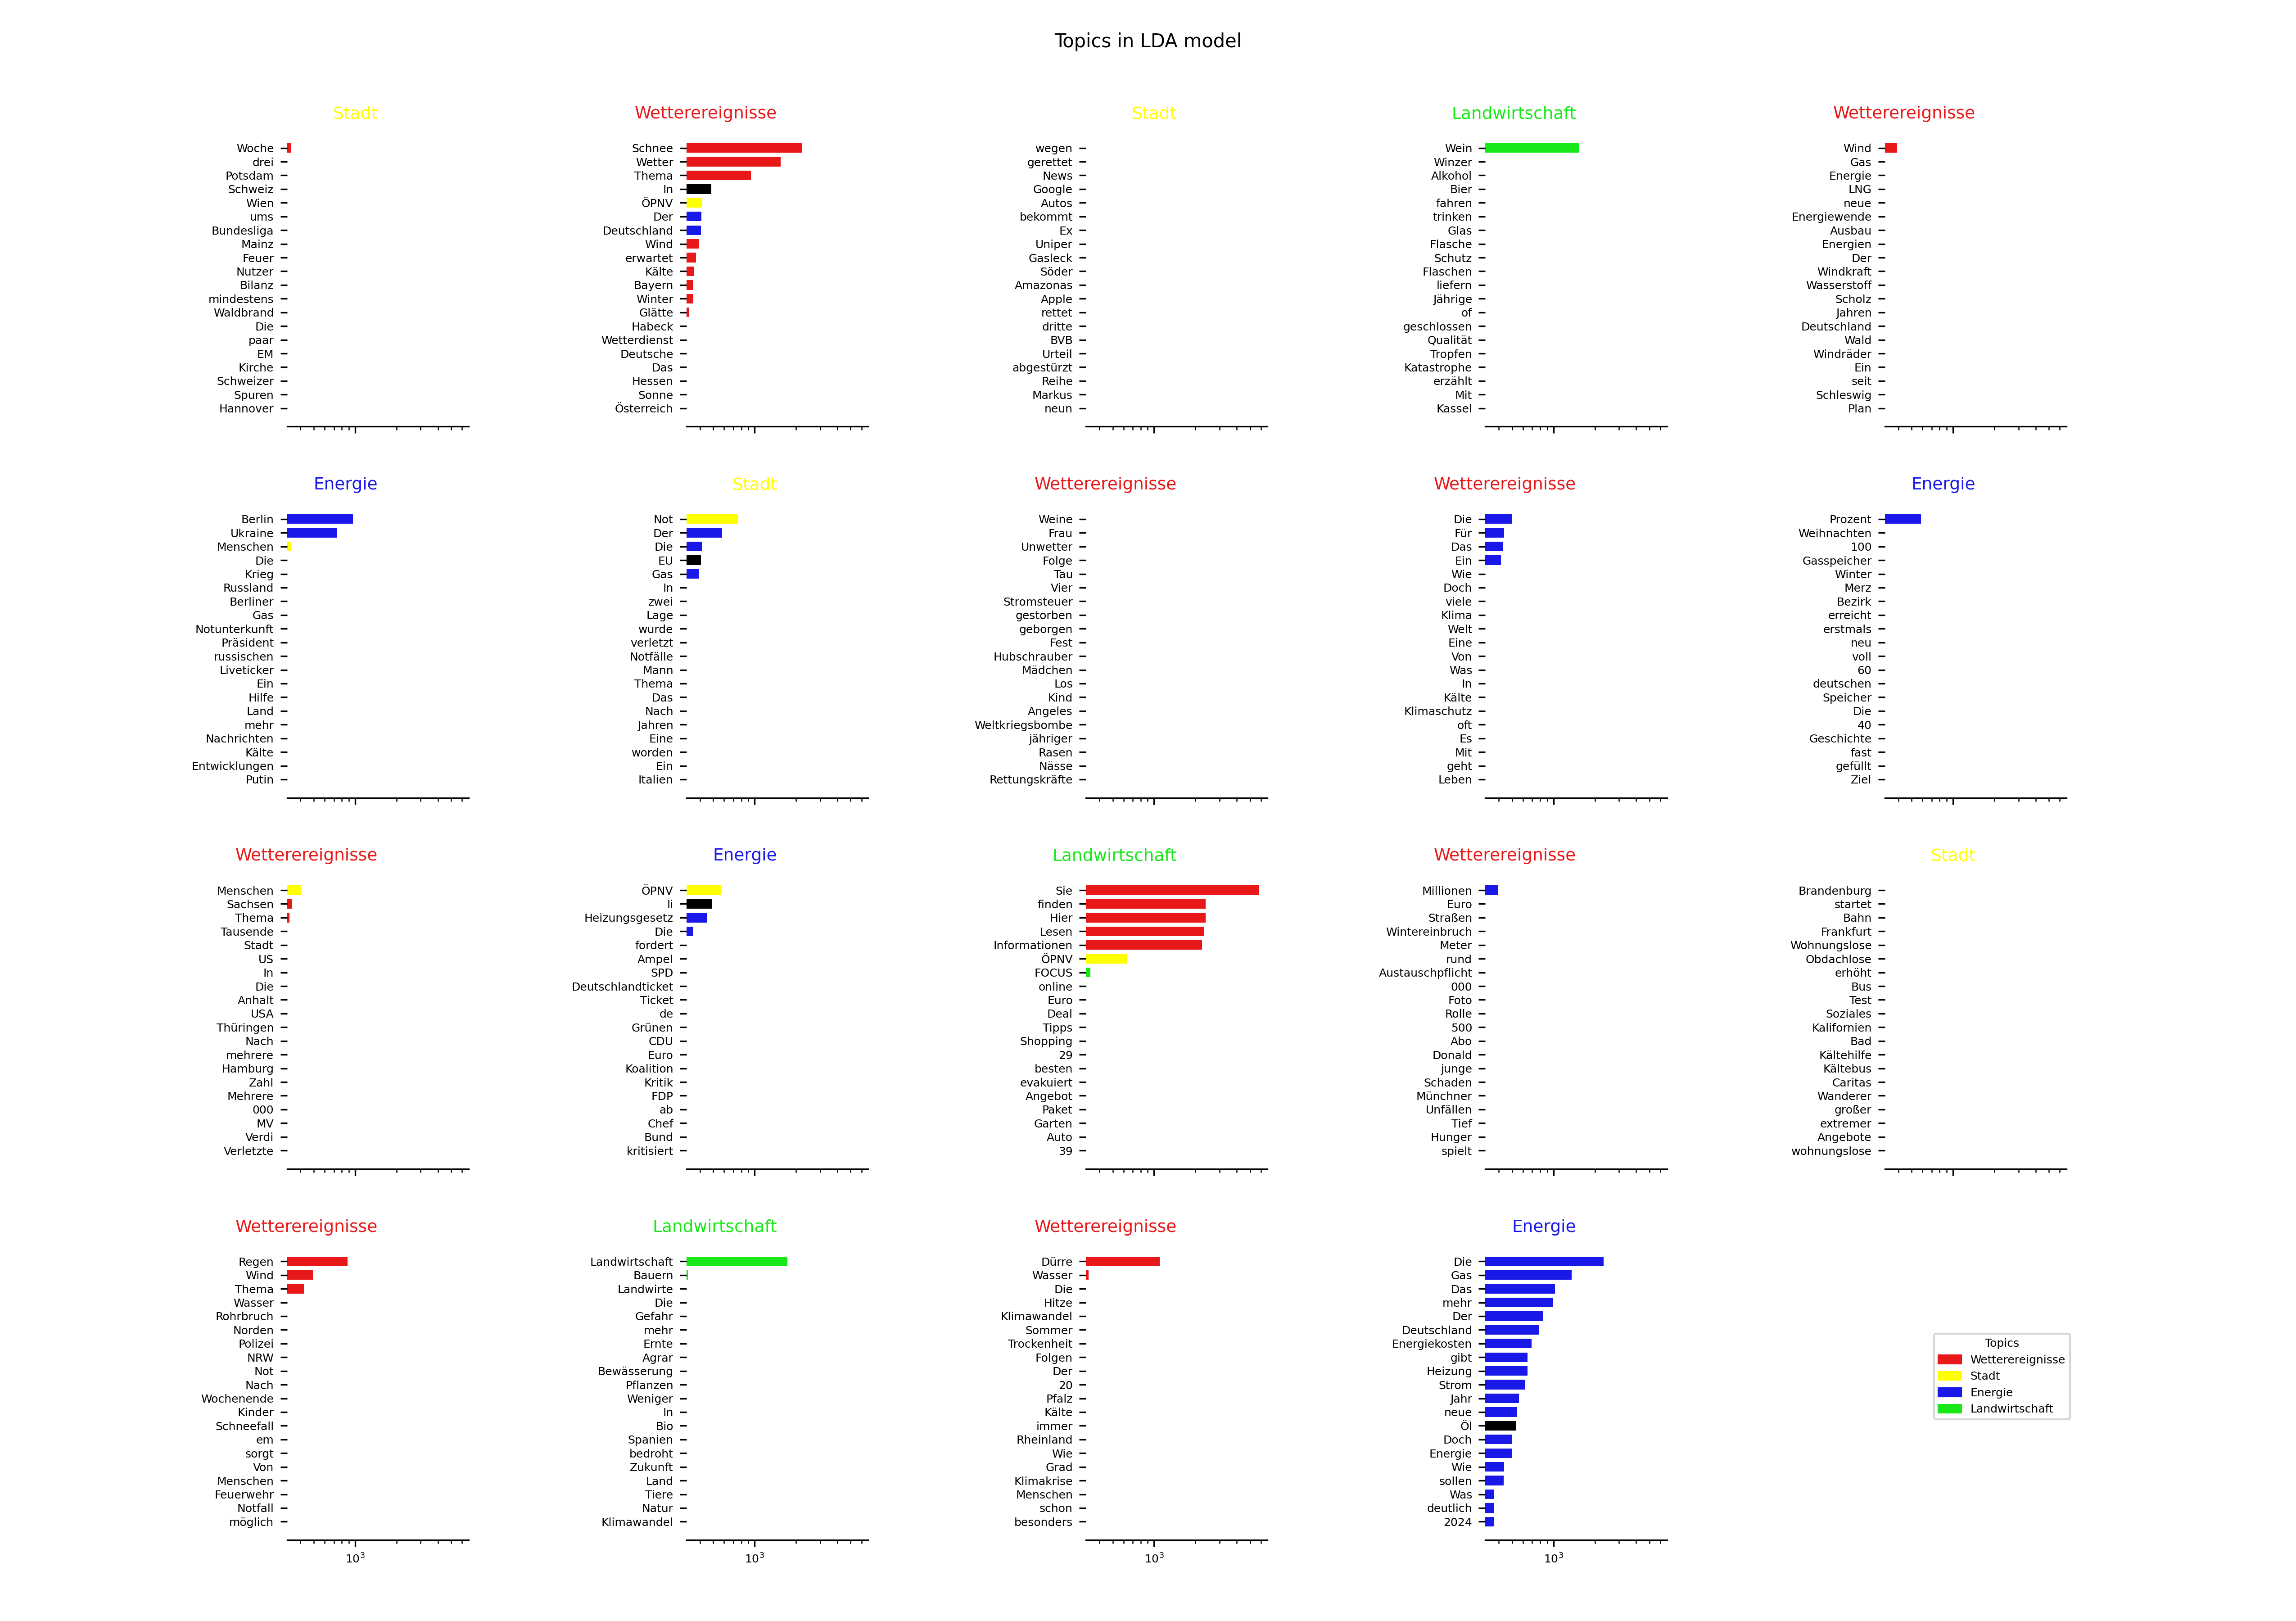 Topics in LDA model
Stadt
Woche
drei
Potsdam
Schweiz
Wien
ums
Bundesliga
Mainz
Feuer
Nutzer
Bilanz
mindestens
Waldbrand
Die
paar
EM
Kirche
Schweizer
Spuren
Hannover
Wetterereignisse
Schnee
Wetter
Thema
In
ÖPNV
Der
Deutschland
Wind
erwartet
Kälte
Bayern
Winter
Glätte
Habeck
Wetterdienst
Deutsche
Das
Hessen
Sonne
Österreich
Stadt
wegen
gerettet
News
Google
Autos
bekommt
Ex
Uniper
Gasleck
Söder
Amazonas
Apple
rettet
dritte
BVB
Urteil
abgestürzt
Reihe
Markus
neun
Landwirtschaft
Wein
Winzer
Alkohol
Bier
fahren
trinken
Glas
Flasche
Schutz
Flaschen
liefern
Jährige
of
geschlossen
Qualität
Tropfen
Katastrophe
erzählt
Mit
Kassel
Wetterereignisse
Wind
Gas
Energie
LNG
neue
Energiewende
Ausbau
Energien
Der
Windkraft
Wasserstoff
Scholz
Jahren
Deutschland
Wald
Windräder
Ein
seit
Schleswig
Plan
Energie
Berlin
Ukraine
Menschen
Die
Krieg
Russland
Berliner
Gas
Notunterkunft
Präsident
russischen
Liveticker
Ein
Hilfe
Land
mehr
Nachrichten
Kälte
Entwicklungen
Putin
Stadt
Not
Der
Die
EU
Gas
In
zwei
Lage
wurde
verletzt
Notfälle
Mann
Thema
Das
Nach
Jahren
Eine
worden
Ein
Italien
Wetterereignisse
Weine
Frau
Unwetter
Folge
Tau
Vier
Stromsteuer
gestorben
geborgen
Fest
Hubschrauber
Mädchen
Los
Kind
Angeles
Weltkriegsbombe
jähriger
Rasen
Nässe
Rettungskräfte
Wetterereignisse
Die
Für
Das
Ein
Wie
Doch
viele
Klima
Welt
Eine
Von
Was
In
Kälte
Klimaschutz
oft
Es
Mit
geht
Leben
Energie
Prozent
Weihnachten
100
Gasspeicher
Winter
Merz
Bezirk
erreicht
erstmals
neu
voll
60
deutschen
Speicher
Die
40
Geschichte
fast
gefüllt
Ziel
Wetterereignisse
Menschen
Sachsen
Thema
Tausende
Stadt
US
In
Die
Anhalt
USA
Thüringen
Nach
mehrere
Hamburg
Zahl
Mehrere
000
MV
Verdi
Verletzte
Energie
ÖPNV
li
Heizungsgesetz
Die
fordert
Ampel
SPD
Deutschlandticket
Ticket
de
Grünen
CDU
Euro
Koalition
Kritik
FDP
ab
Chef
Bund
kritisiert
Landwirtschaft
Sie
finden
Hier
Lesen
Informationen
ÖPNV
FOCUS
online
Euro
Deal
Tipps
Shopping
29
besten
evakuiert
Angebot
Paket
Garten
Auto
39
Wetterereignisse
Millionen
Euro
Straßen
Wintereinbruch
Meter
rund
Austauschpflicht
000
Foto
Rolle
500
Abo
Donald
junge
Schaden
Münchner
Unfällen
Tief
Hunger
spielt
Stadt
Brandenburg
startet
Bahn
Frankfurt
Wohnungslose
Obdachlose
erhöht
Bus
Test
Soziales
Kalifornien
Bad
Kältehilfe
Kältebus
Caritas
Wanderer
großer
extremer
Angebote
wohnungslose
Wetterereignisse
Regen
Wind
Thema
Wasser
Rohrbruch
Norden
Polizei
NRW
Not
Nach
Wochenende
Kinder
Schneefall
em
sorgt
Von
Menschen
Feuerwehr
Notfall
möglich
10³
Landwirtschaft
Landwirtschaft
Bauern
Landwirte
Die
Gefahr
mehr
Ernte
Agrar
Bewässerung
Pflanzen
Weniger
In
Bio
Spanien
bedroht
Zukunft
Land
Tiere
Natur
Klimawandel
10³
Wetterereignisse
Dürre
Wasser
Die
Hitze
Klimawandel
Sommer
Trockenheit
Folgen
Der
20
Pfalz
Kälte
immer
Rheinland
Wie
Grad
Klimakrise
Menschen
schon
besonders
10³
Energie
Die
Gas
Das
mehr
Der
Deutschland
Energiekosten
gibt
Heizung
Strom
Jahr
neue
Öl
Doch
Energie
Wie
sollen
Was
deutlich
2024
10³
Topics
Wetterereignisse
Stadt
Energie
Landwirtschaft